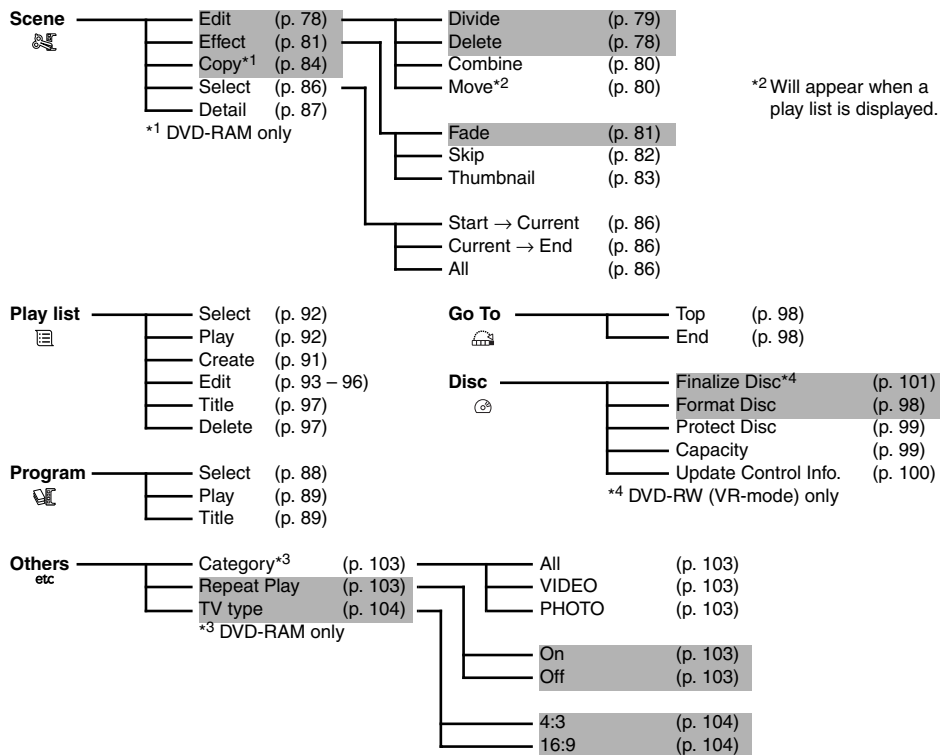 Scene
Edit (p. 78)
Effect (p. 81)
Copy*1 (p. 84)
Select (p. 86)
Detail (p. 87)
*1 DVD-RAM only
Divide (p. 79)
Delete (p. 78)
Combine (p. 80)
Move*2 (p. 80)
*2 Will appear when a
play list is displayed.
Fade (p. 81)
Skip (p. 82)
Thumbnail (p. 83)
Start → Current (p. 86)
Current → End (p. 86)
All (p. 86)
Play list
Select (p. 92)
Play (p. 92)
Create (p. 91)
Edit (p. 93 – 96)
Title (p. 97)
Delete (p. 97)
Go To
Top (p. 98)
End (p. 98)
Disc
Finalize Disc*4 (p. 101)
Format Disc (p. 98)
Protect Disc (p. 99)
Capacity (p. 99)
Update Control Info. (p. 100)
*4 DVD-RW (VR-mode) only
Program
Select (p. 88)
Play (p. 89)
Title (p. 89)
Others
etc
Category*3 (p. 103)
Repeat Play (p. 103)
TV type (p. 104)
*3 DVD-RAM only
All (p. 103)
VIDEO (p. 103)
PHOTO (p. 103)
On (p. 103)
Off (p. 103)
4:3 (p. 104)
16:9 (p. 104)